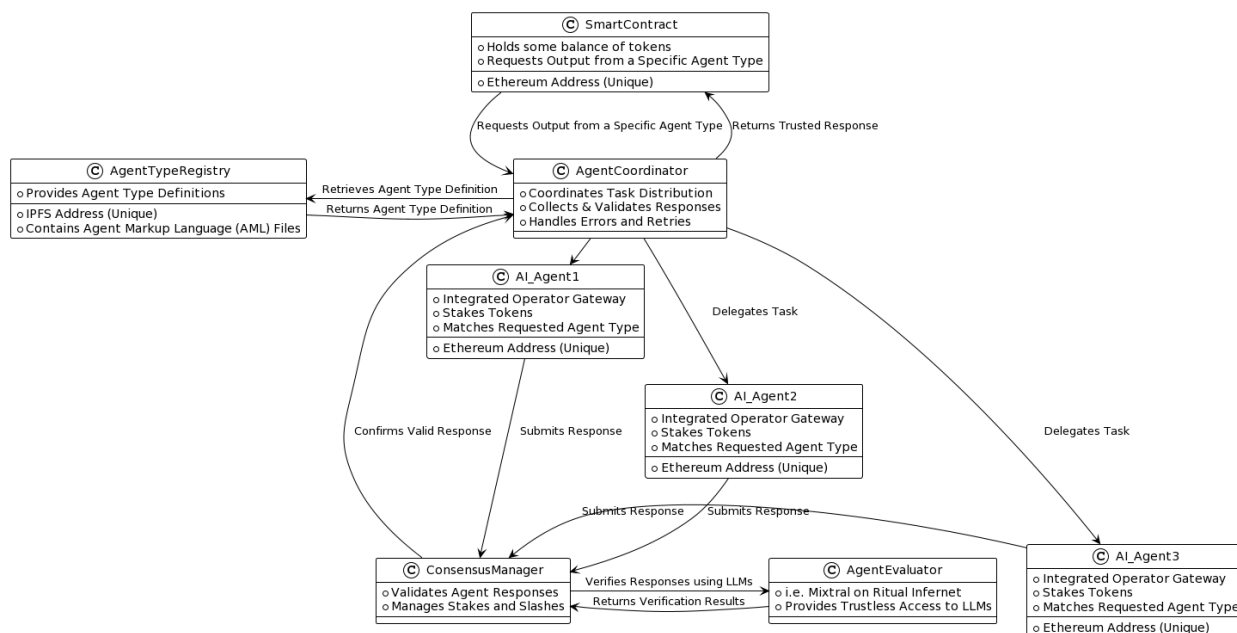 C SmartContract
Holds some balance of tokens
Requests Output from a Specific Agent Type
Ethereum Address (Unique)
Requests Output from a Specific Agent Type
Returns Trusted Response
C AgentTypeRegistry
Provides Agent Type Definitions
IPFS Address (Unique)
Contains Agent Markup Language (AML) Files
Retrieves Agent Type Definition
Returns Agent Type Definition
C AgentCoordinator
Coordinates Task Distribution
Collects & Validates Responses
Handles Errors and Retries
C AI_Agent1
Integrated Operator Gateway
Stakes Tokens
Matches Requested Agent Type
Ethereum Address (Unique)
Delegates Task
C AI_Agent2
Integrated Operator Gateway
Stakes Tokens
Matches Requested Agent Type
Ethereum Address (Unique)
Confirms Valid Response
Submits Response
Delegates Task
Submits Response
Submits Response
C ConsensusManager
Validates Agent Responses
Manages Stakes and Slashes
Verifies Responses using LLMs
Returns Verification Results
C AgentEvaluator
i.e. Mixtral on Ritual Infernet
Provides Trustless Access to LLMs
C AI_Agent3
Integrated Operator Gateway
Stakes Tokens
Matches Requested Agent Type
Ethereum Address (Unique)